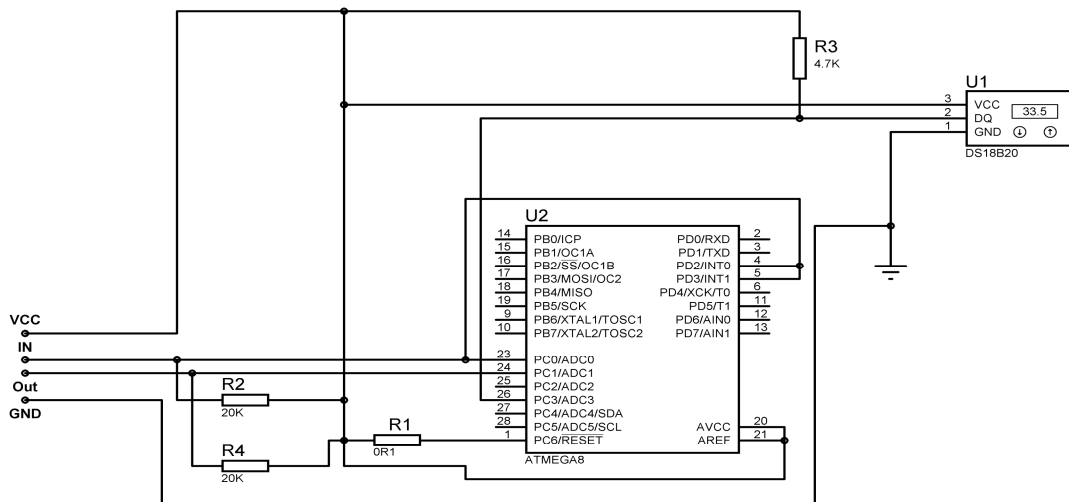 R3
4.7K
U1
3 VCC
2 DQ
1 GND
33.5
DS18B20
U2
14 PB0/ICP PD0/RXD 2
15 PB1/OC1A PD1/TXD 3
16 PB2/SS/OC1B PD2/INT0 4
17 PB3/MOSI/OC2 PD3/INT1 5
18 PB4/MISO PD4/XCK/T0 6
19 PB5/SCK PD5/T1 11
9 PB6/XTAL1/TOSC1 PD6/AIN0 12
10 PB7/XTAL2/TOSC2 PD7/AIN1 13
23 PC0/ADC0
24 PC1/ADC1
25 PC2/ADC2
26 PC3/ADC3
27 PC4/ADC4/SDA
28 PC5/ADC5/SCL AVCC 20
1 PC6/RESET AREF 21
ATMEGA8
VCC
IN
Out
GND
R2
20K
R1
0R1
R4
20K